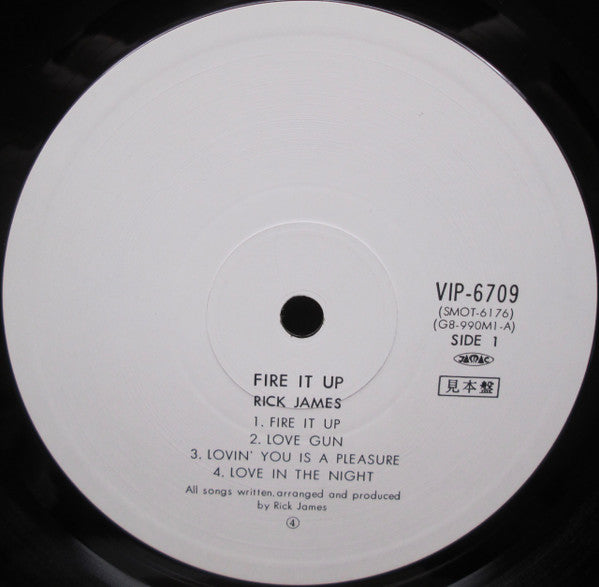 VIP-6709
(SMOT-6176)
(G8-990M1-A)
SIDE 1
JASRAC
見本盤
FIRE IT UP
RICK JAMES
1. FIRE IT UP
2. LOVE GUN
3. LOVIN' YOU IS A PLEASURE
4. LOVE IN THE NIGHT
All songs written.arranged and produced
by Rick James
④